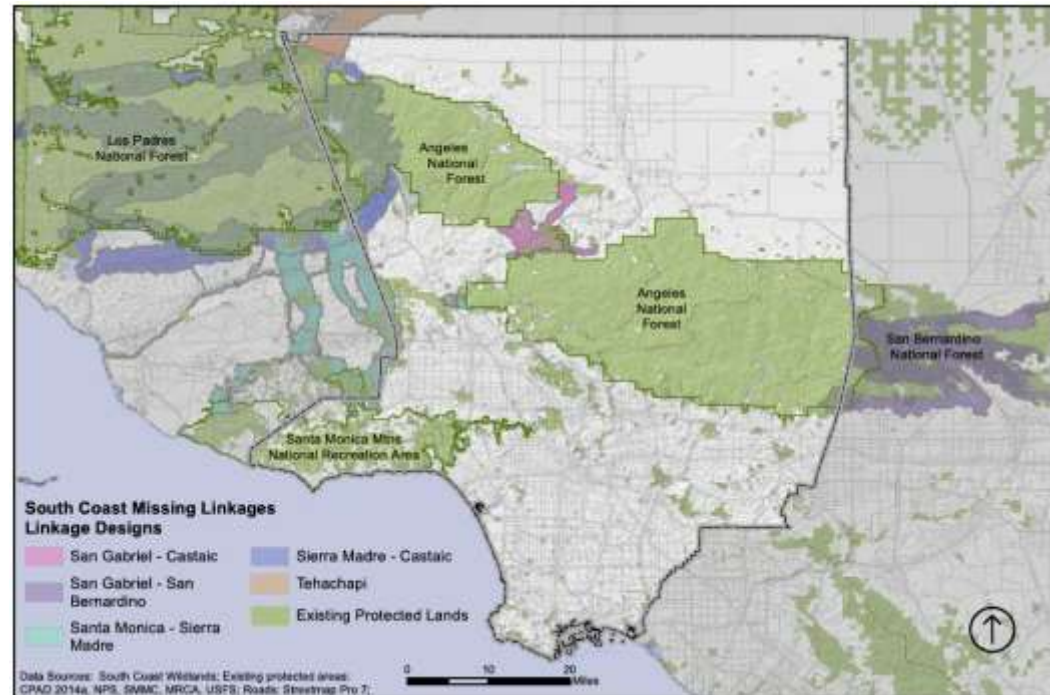 Los Padres
National Forest
Angeles
National
Forest
Angeles
National
Forest
San Bernardino
National Forest
Santa Monica Mtns
National Recreation Area
South Coast Missing Linkages
Linkage Designs
San Gabriel - Castaic
San Gabriel - San
Bernardino
Santa Monica - Sierra
Madre
Sierra Madre - Castaic
Tehachapi
Existing Protected Lands
Data Sources: South Coast Wildlands; Existing protected areas:
CPAD 2014a, NPS, SMMC, MRCA, USFS; Roads: Streetmap Pro 7;
0 10 20
Miles